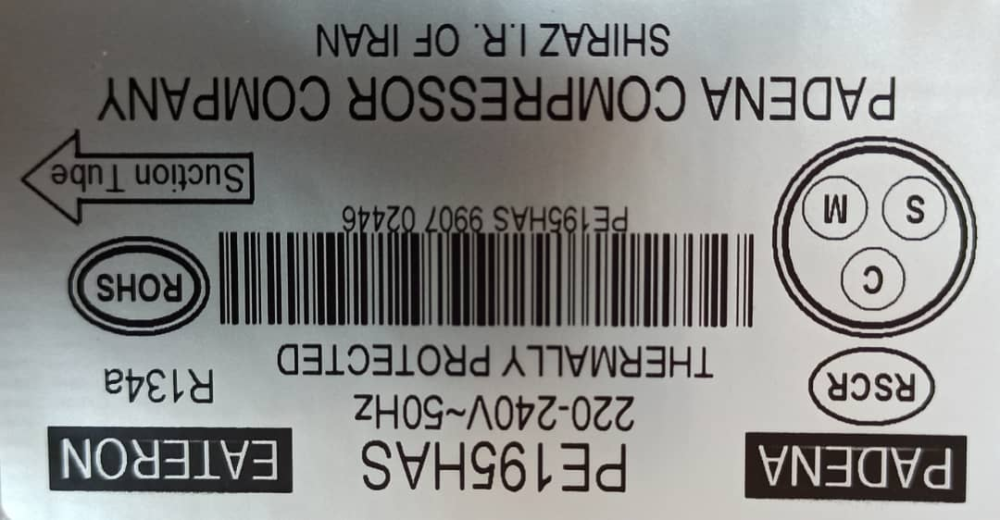 PADENA
PE195HAS
EATERON
220-240V~50Hz
RSCR
THERMALLY PROTECTED
R134a
C
S
M
ROHS
PE195HAS 9907 02446
Suction Tube
PADENA COMPRESSOR COMPANY
SHIRAZ I.R. OF IRAN